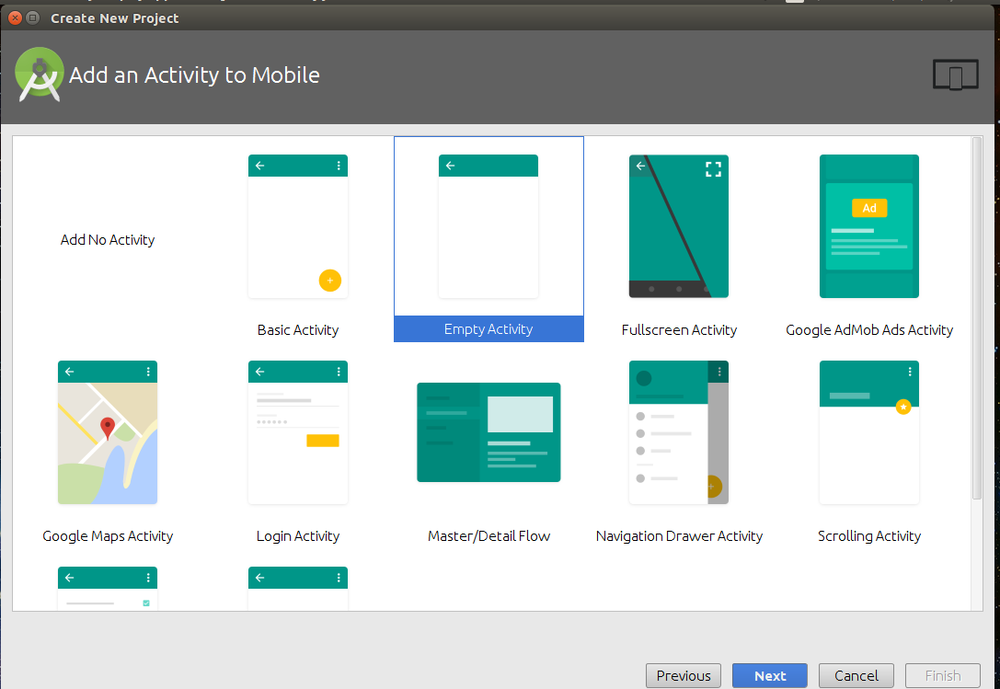 Create New Project
Add an Activity to Mobile
Add No Activity
Basic Activity
Empty Activity
Fullscreen Activity
Ad
Google AdMob Ads Activity
Google Maps Activity
Login Activity
Master/Detail Flow
Navigation Drawer Activity
Scrolling Activity
Previous
Next
Cancel
Finish